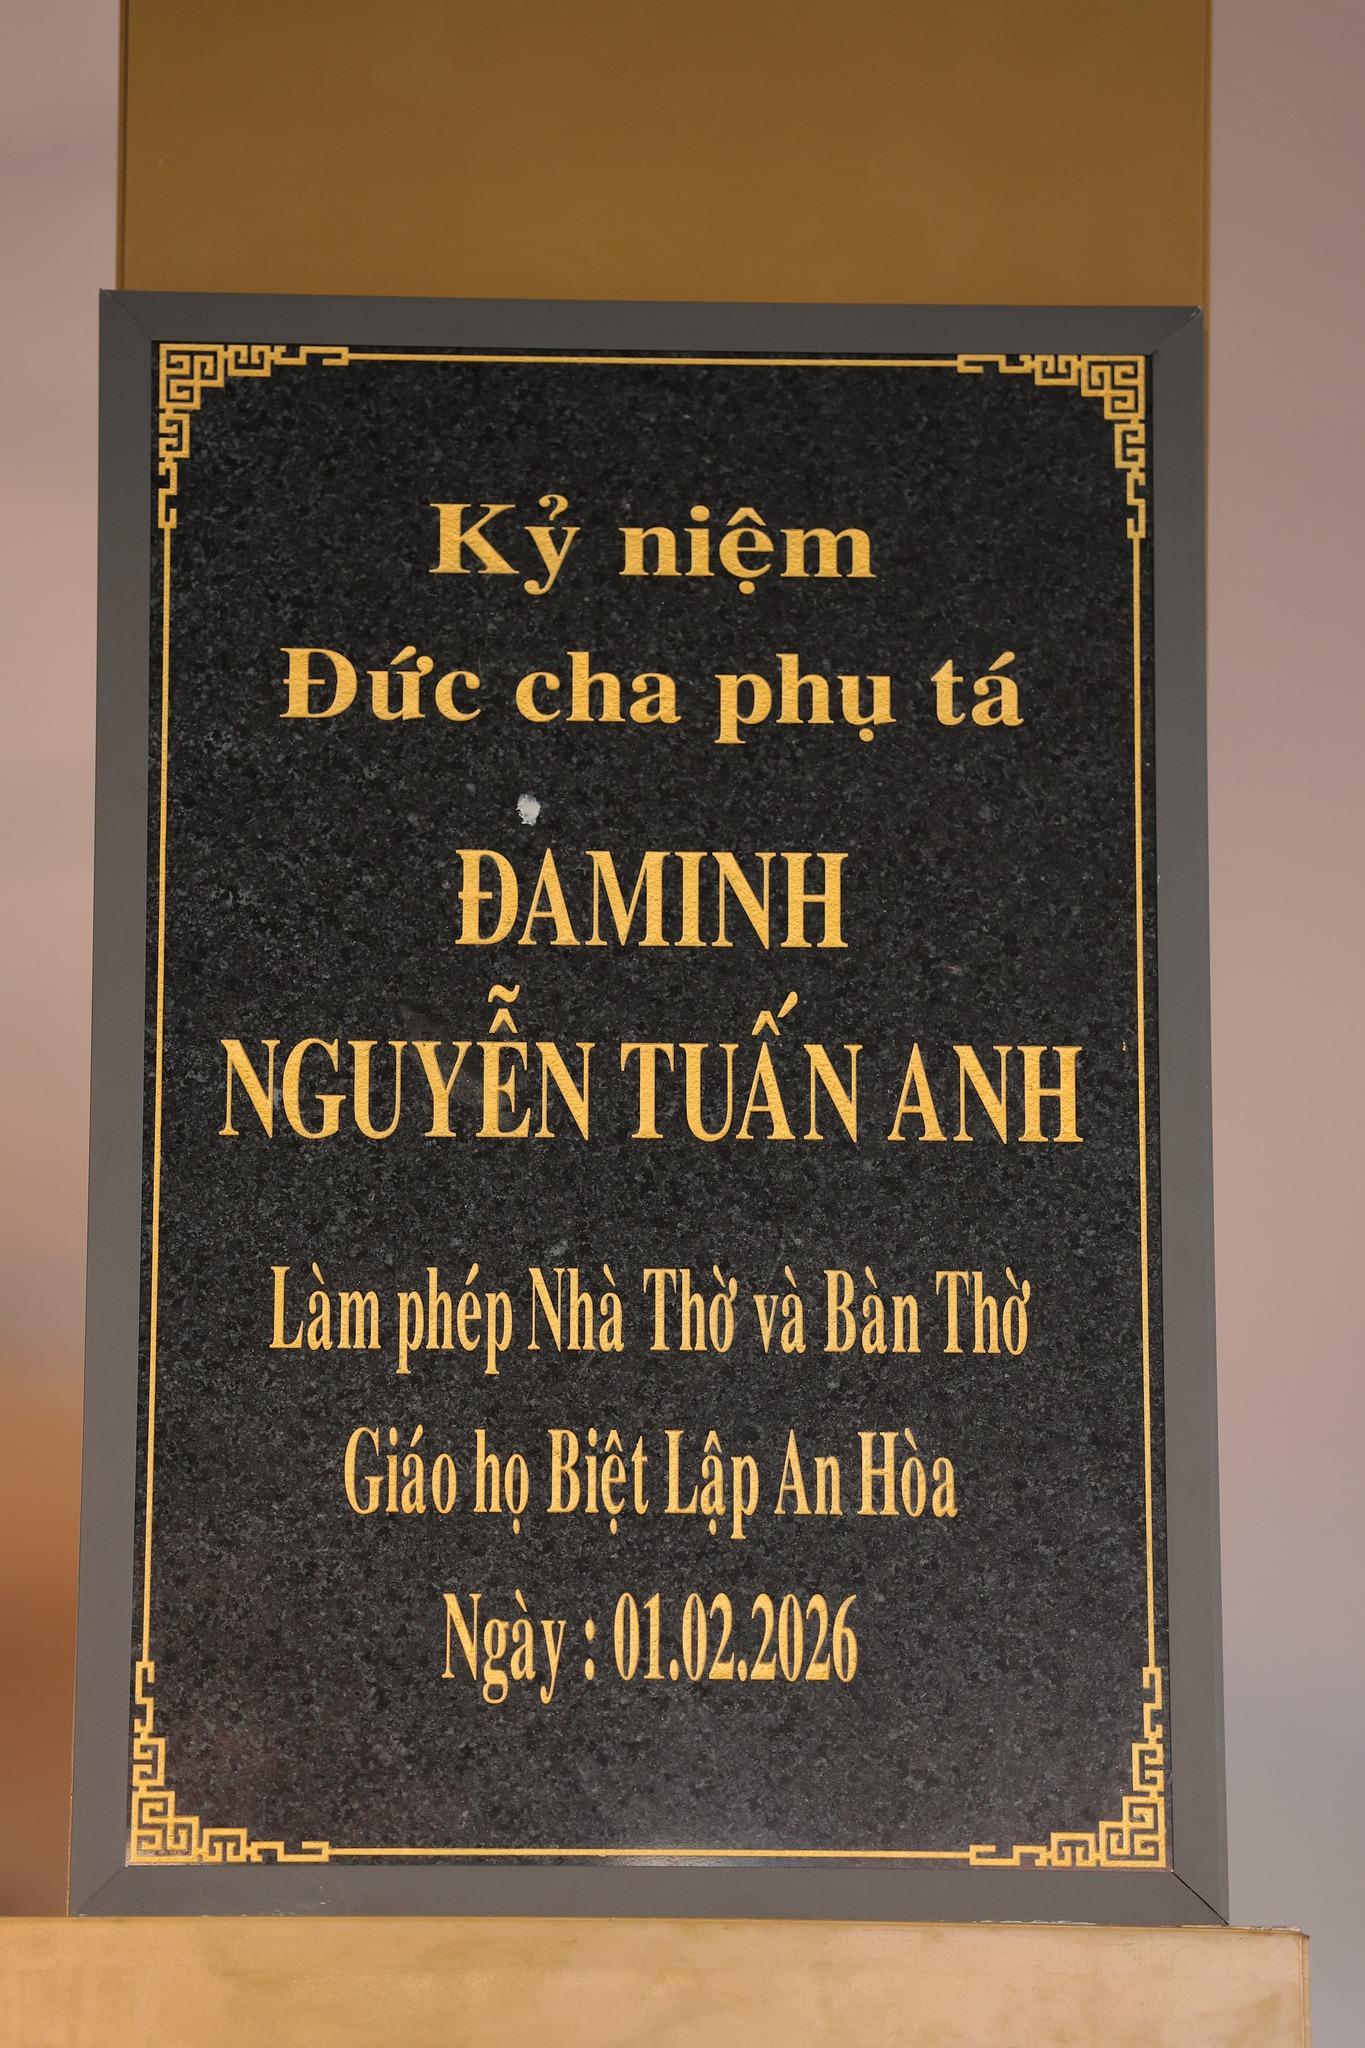 Kỷ niệm
Đức cha phụ tá
ĐAMINH
NGUYỄN TUẤN ANH
Làm phép Nhà Thờ và Bàn Thờ
Giáo họ Biệt Lập An Hòa
Ngày : 01.02.2026